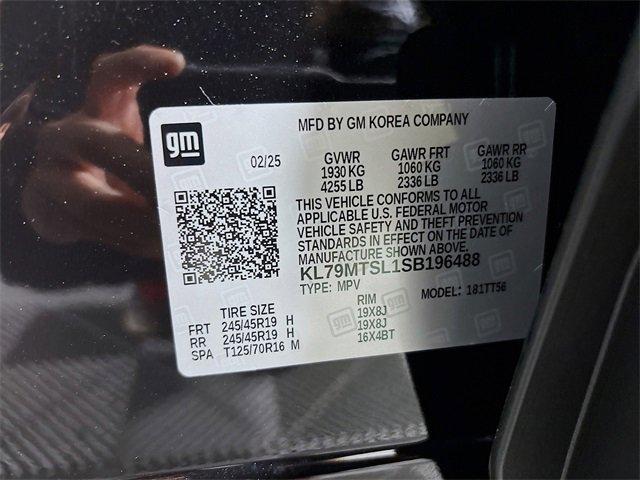 MFD BY GM KOREA COMPANY
gm
02/25
GVWR GAWR FRT GAWR RR
1930 KG 1060 KG 1060 KG
4255 LB 2336 LB 2336 LB
THIS VEHICLE CONFORMS TO ALL
APPLICABLE U.S. FEDERAL MOTOR
VEHICLE SAFETY AND THEFT PREVENTION
STANDARDS IN EFFECT ON THE DATE OF
MANUFACTURE SHOWN ABOVE.
KL79MTSL1SB196488
TYPE: MPV MODEL: 181TT56
TIRE SIZE RIM
FRT 245/45R19 H 19X8J
RR 245/45R19 H 19X8J
SPA T125/70R16 M 16X4BT